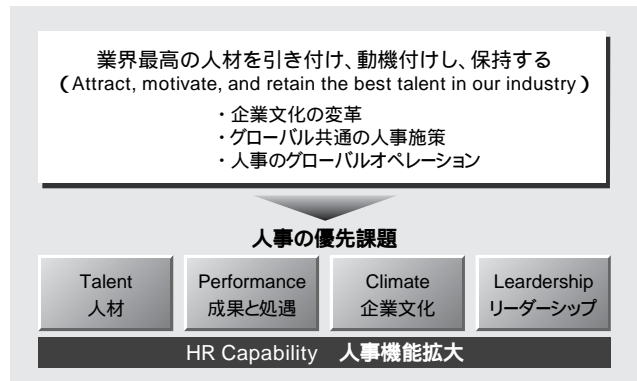 業界最高の人材を引き付け、動機付けし、保持する
（Attract, motivate, and retain the best talent in our industry）
・企業文化の変革
・グローバル共通の人事施策
・人事のグローバルオペレーション
人事の優先課題
Talent
人材
Performance
成果と処遇
Climate
企業文化
Leardership
リーダーシップ
HR Capability 人事機能拡大